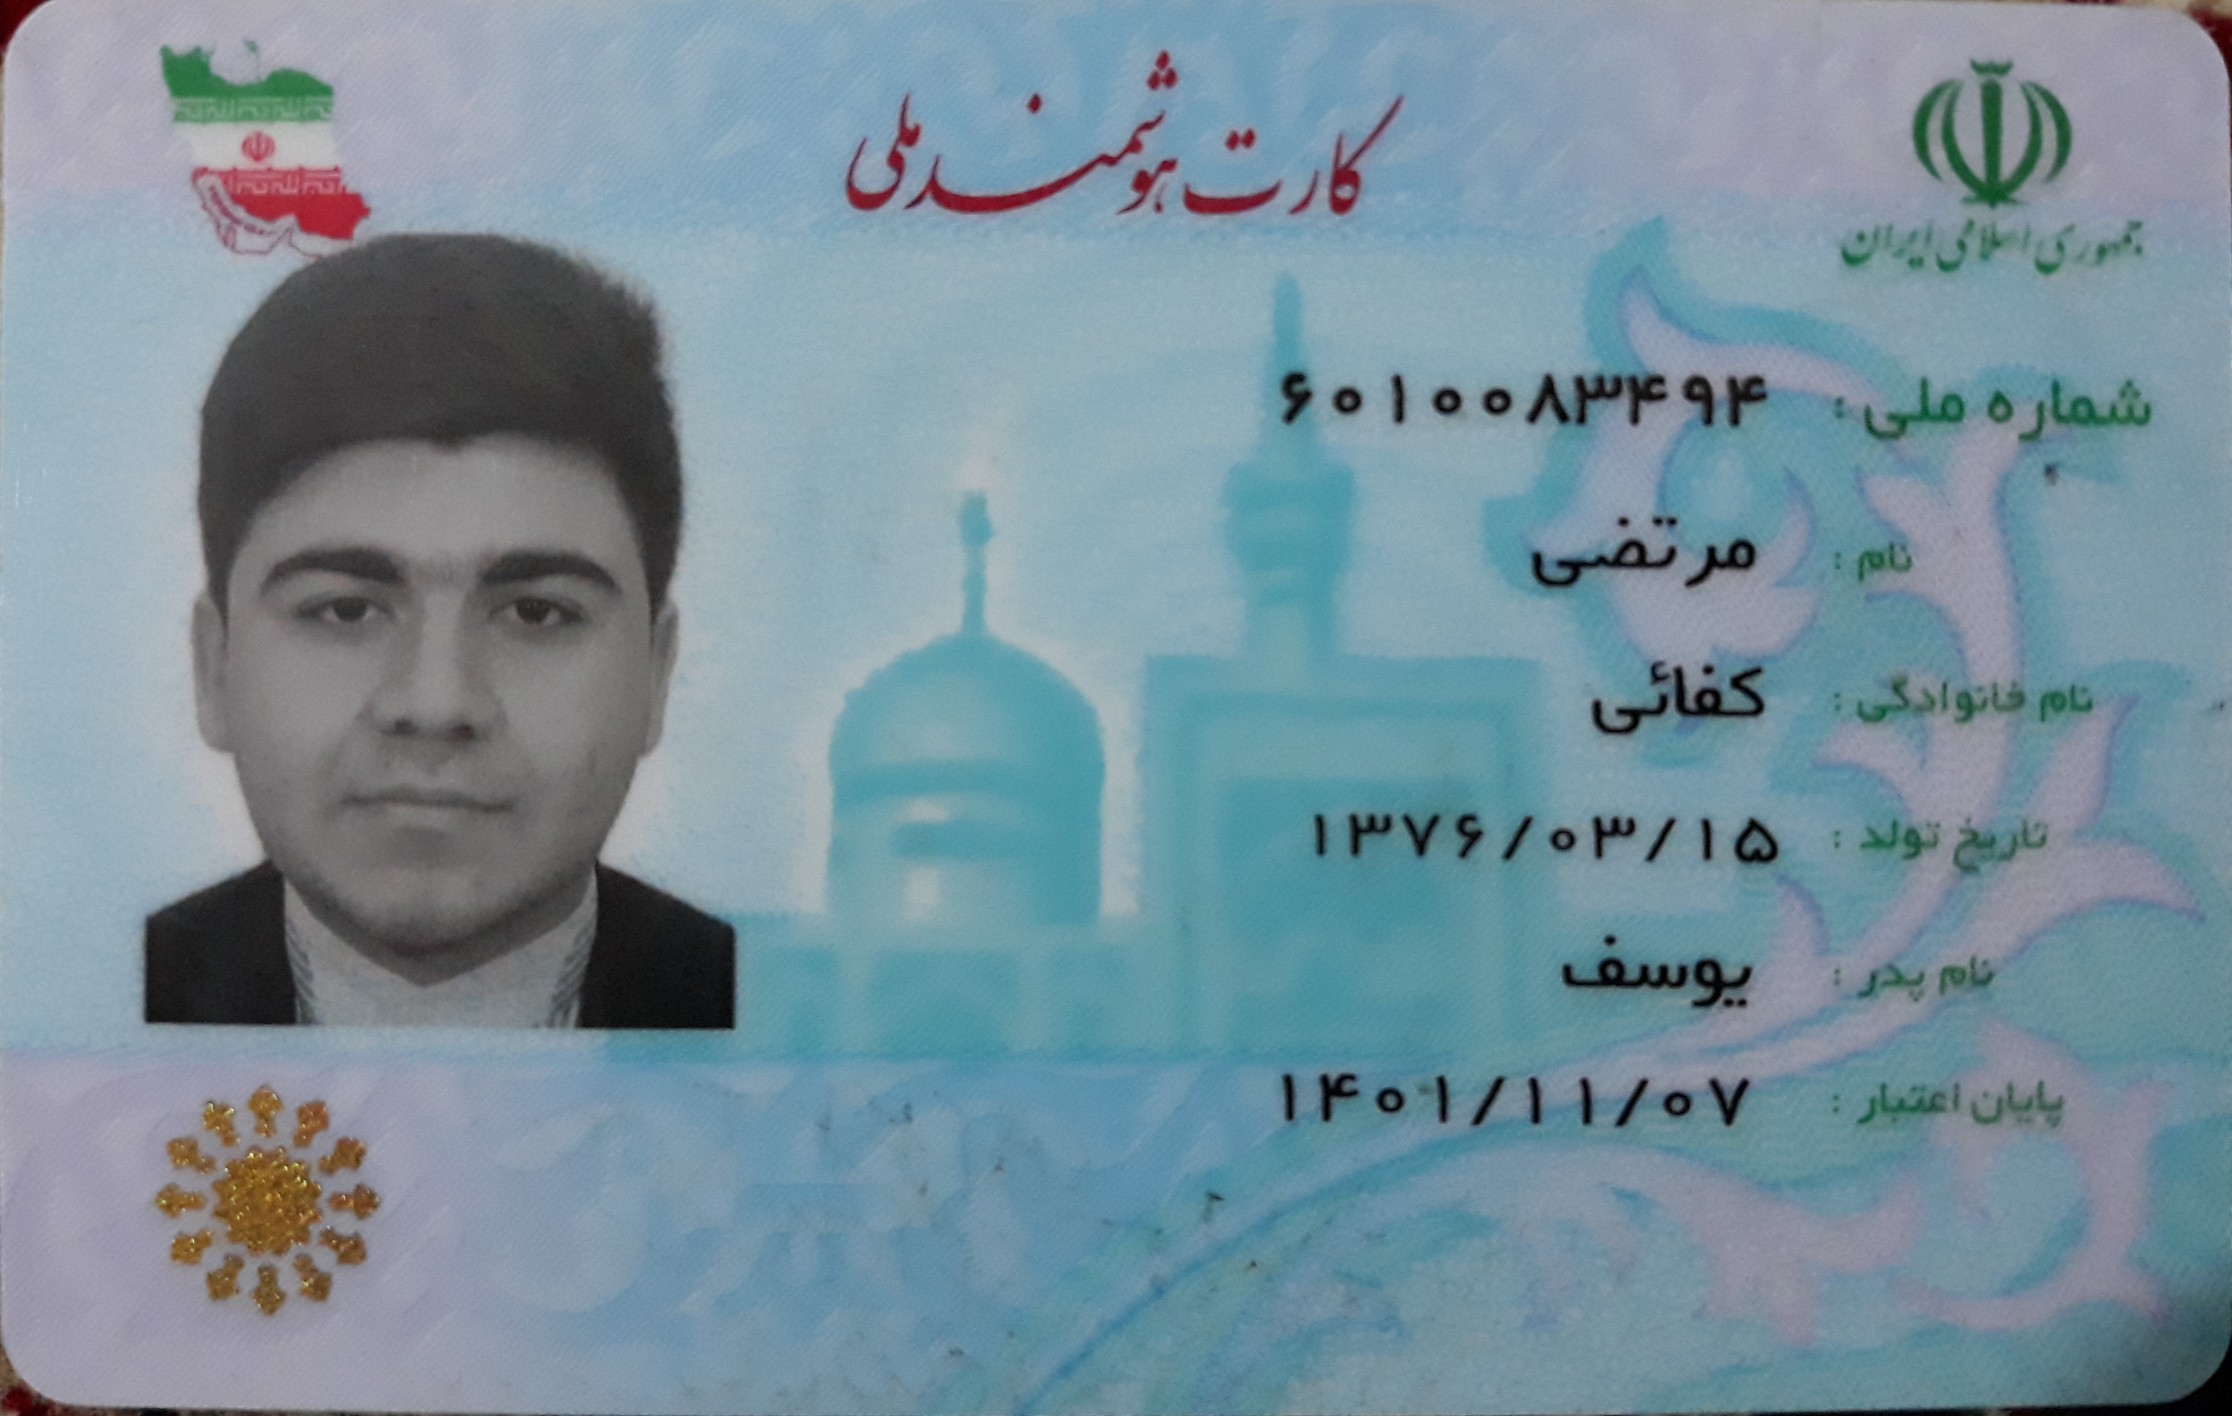 جمهوری اسلامی ایران
کارت هوشمند ملی
شماره ملی : ۶۰۱۰۰۸۳۴۹۴
نام : مرتضی
نام خانوادگی : کفائی
تاریخ تولد : ۱۳۷۶/۰۳/۱۵
نام پدر : یوسف
پایان اعتبار : ۱۴۰۱/۱۱/۰۷